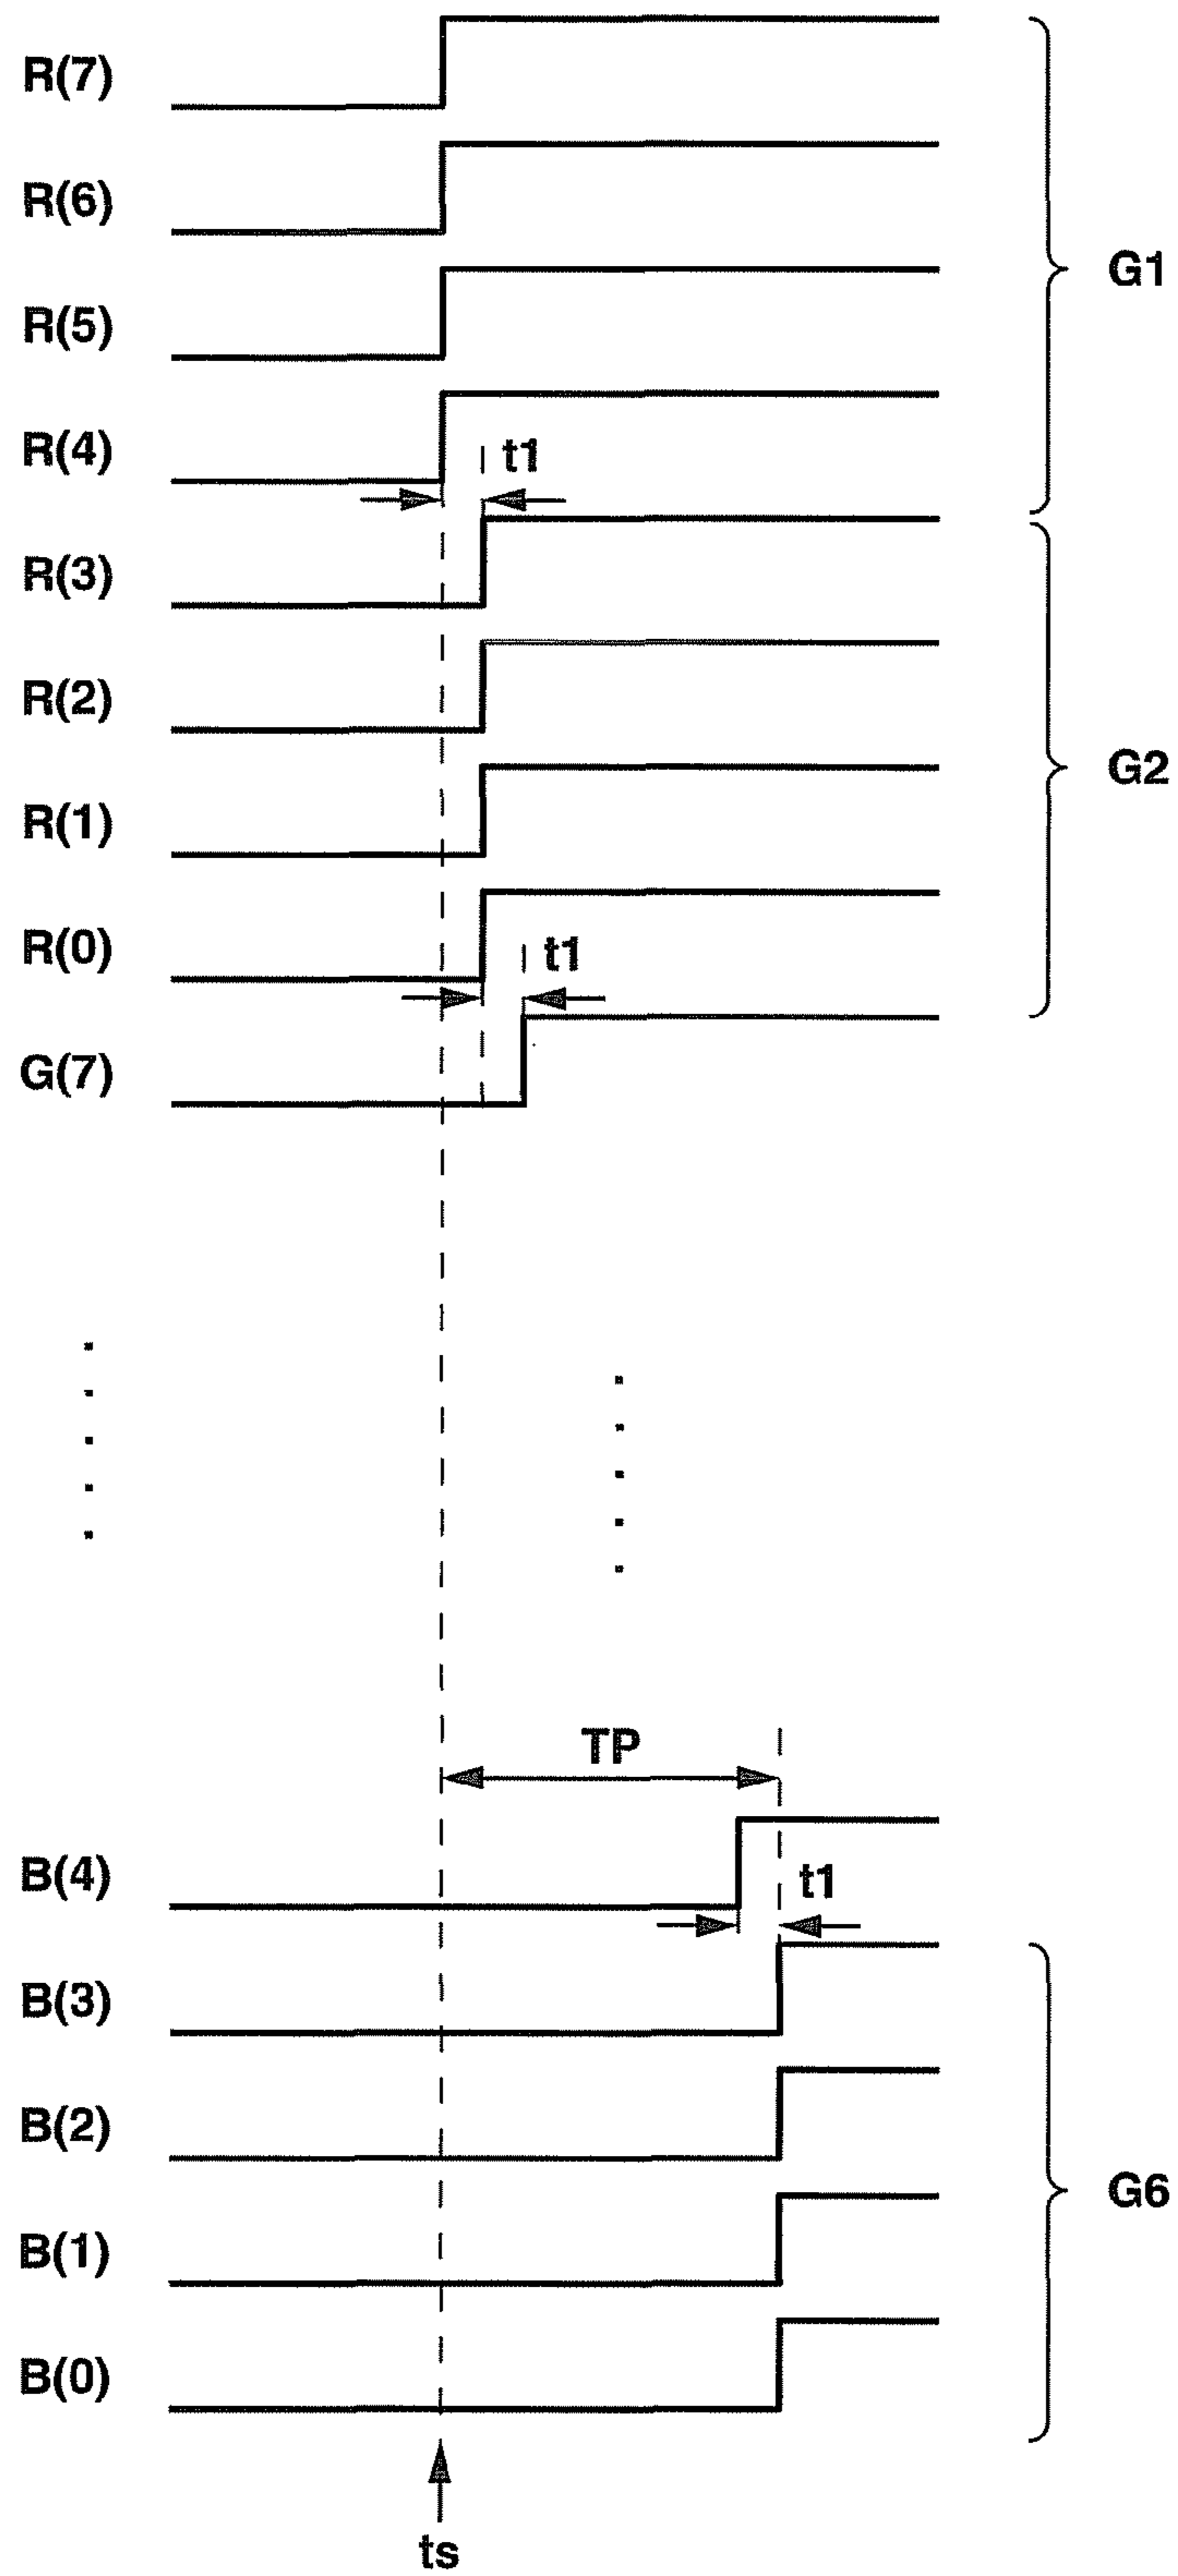 R(7)
R(6)
R(5)
G1
R(4)
t1
R(3)
R(2)
G2
R(1)
R(0)
t1
G(7)
TP
B(4)
t1
B(3)
B(2)
G6
B(1)
B(0)
ts